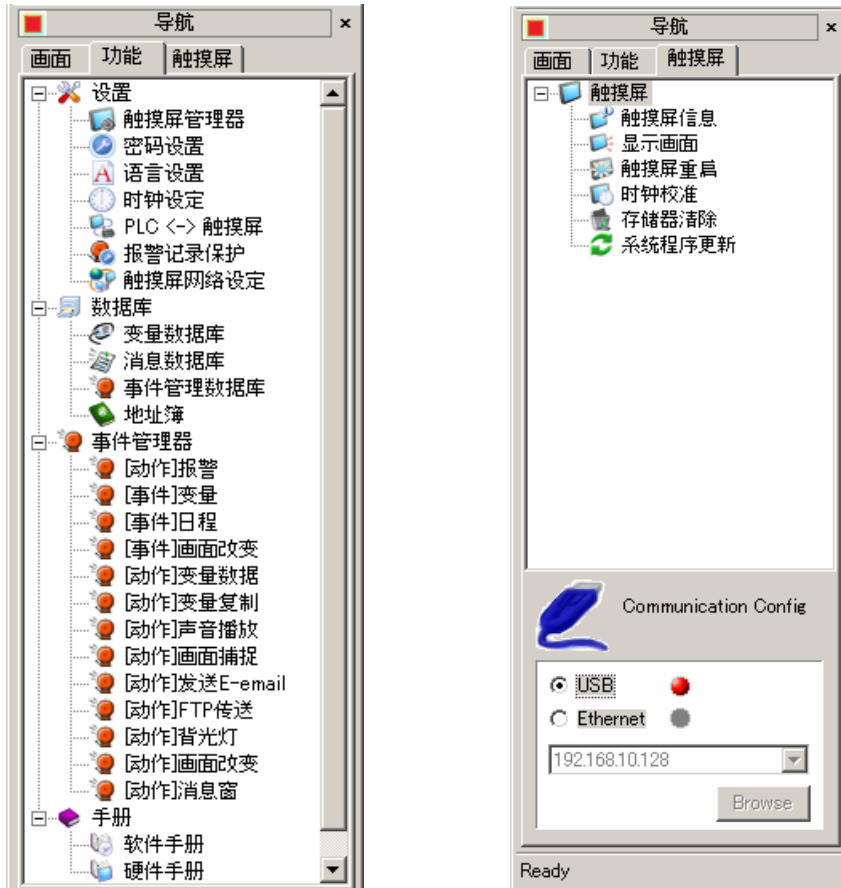 导航
画面 功能 触摸屏
设置
触摸屏管理器
密码设置
语言设置
时钟设定
PLC <-> 触摸屏
报警记录保护
触摸屏网络设定
数据库
变量数据库
消息数据库
事件管理数据库
地址簿
事件管理器
[动作]报警
[事件]变量
[事件]日程
[事件]画面改变
[动作]变量数据
[动作]变量复制
[动作]声音播放
[动作]画面捕捉
[动作]发送E-email
[动作]FTP传送
[动作]背光灯
[动作]画面改变
[动作]消息窗
手册
软件手册
硬件手册
导航
画面 功能 触摸屏
触摸屏
触摸屏信息
显示画面
触摸屏重启
时钟校准
存储器清除
系统程序更新
Communication Config
USB
Ethernet
192.168.10.128
Browse
Ready